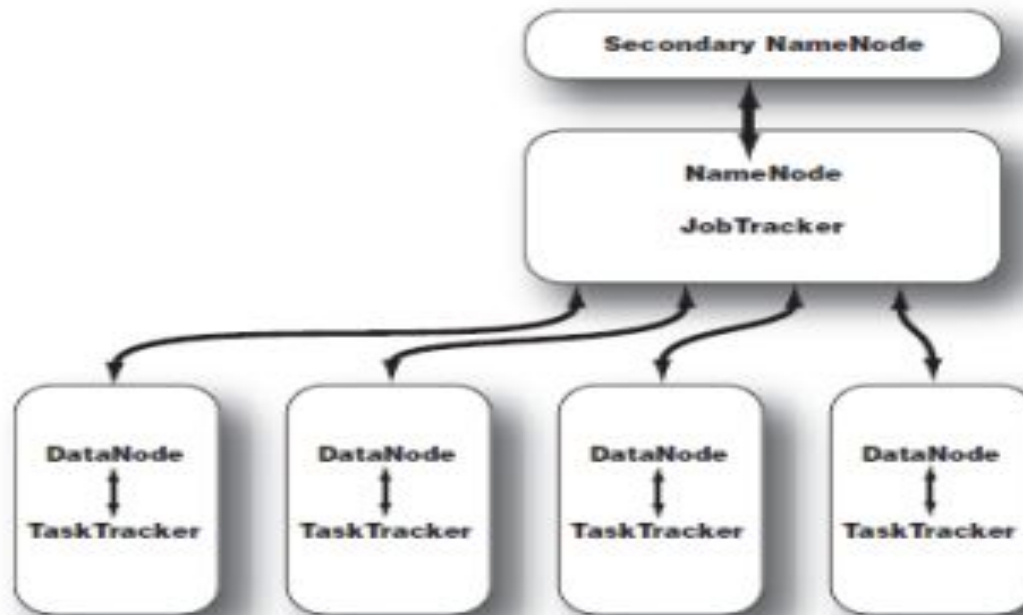 Secondary NameNode
NameNode
JobTracker
DataNode
TaskTracker
DataNode
TaskTracker
DataNode
TaskTracker
DataNode
TaskTracker